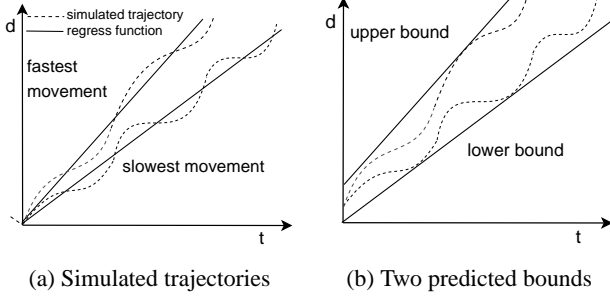 d
simulated trajectory
regress function
fastest
movement
slowest movement
t
(a) Simulated trajectories
d
upper bound
lower bound
t
(b) Two predicted bounds